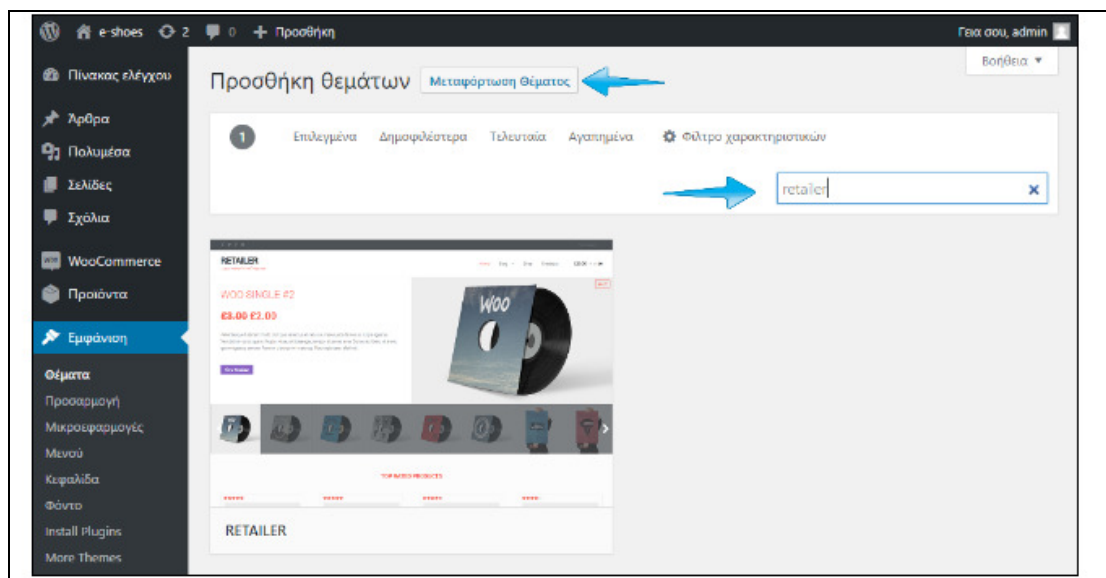 e-shoes 2 0 + Προσθήκη
Γεια σου, admin
Βοήθεια
Πίνακας ελέγχου
Άρθρα
Πολυμέσα
Σελίδες
Σχόλια
WooCommerce
Προϊόντα
Εμφάνιση
Θέματα
Προσαρμογή
Μικροεφαρμογές
Μενού
Κεφαλίδα
Φόντο
Install Plugins
More Themes
Προσθήκη θεμάτων Μεταφόρτωση Θέματος
1 Επιλεγμένα Δημοφιλέστερα Τελευταία Αγαπημένα Φίλτρο χαρακτηριστικών
retailer
RETAILER
WOO SINGLE #2
£3.00 £2.00
WOO
TOP RATED PRODUCTS
RETAILER